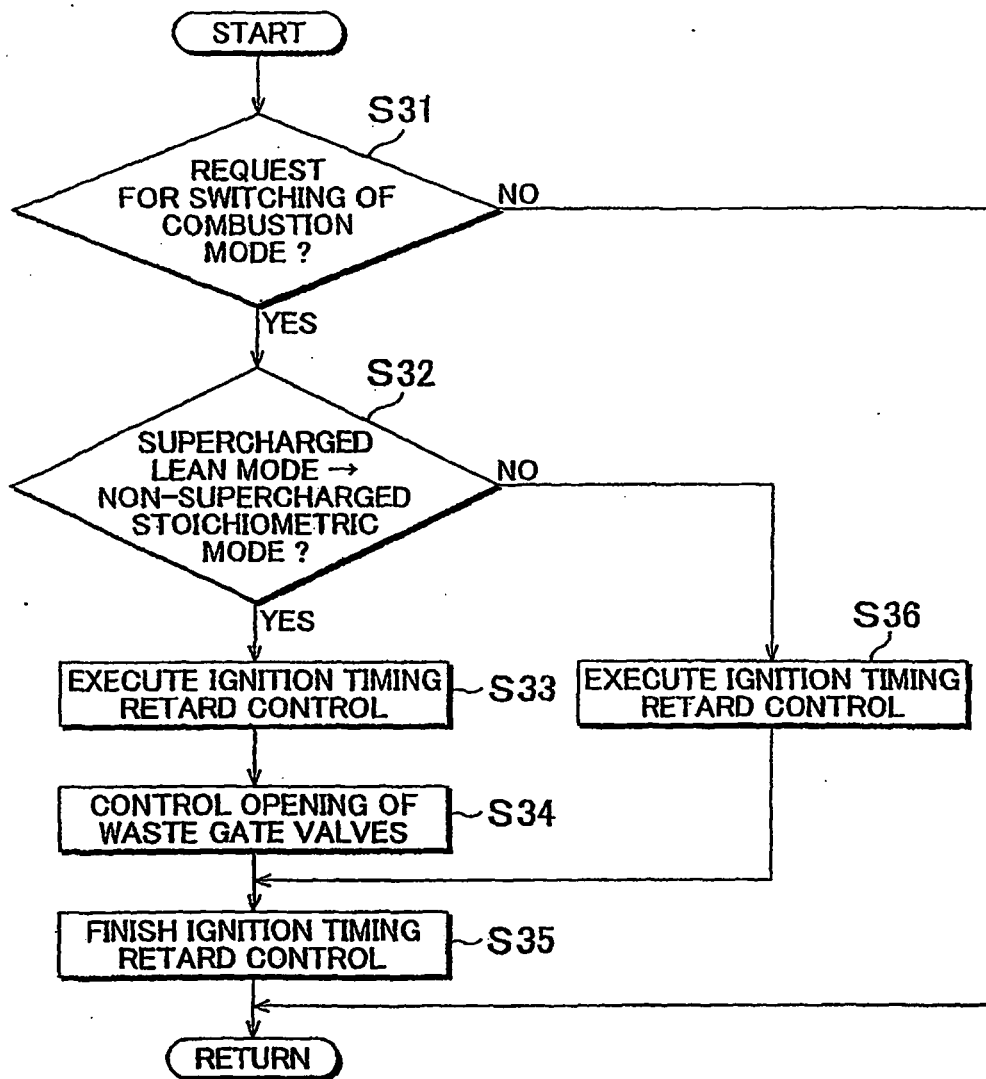 START
S31
REQUEST
FOR SWITCHING OF
COMBUSTION
MODE ?
NO
YES
S32
SUPERCHARGED
LEAN MODE →
NON-SUPERCHARGED
STOICHIOMETRIC
MODE ?
NO
YES
S36
EXECUTE IGNITION TIMING
RETARD CONTROL
S33
EXECUTE IGNITION TIMING
RETARD CONTROL
CONTROL OPENING OF
WASTE GATE VALVES
S34
FINISH IGNITION TIMING
RETARD CONTROL
S35
RETURN